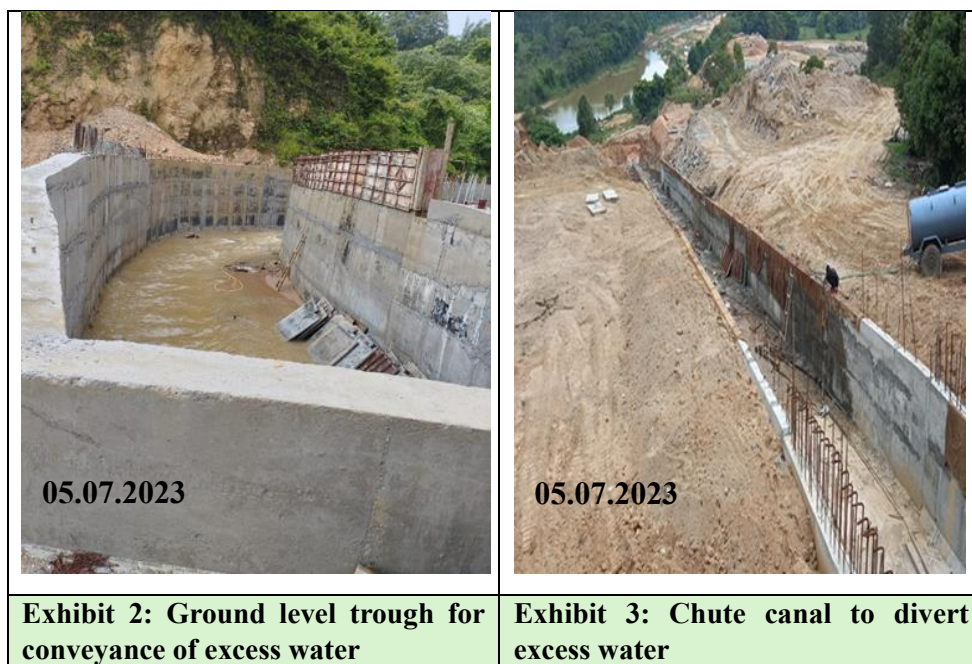 05.07.2023
05.07.2023
Exhibit 2: Ground level trough for
conveyance of excess water
Exhibit 3: Chute canal to divert
excess water